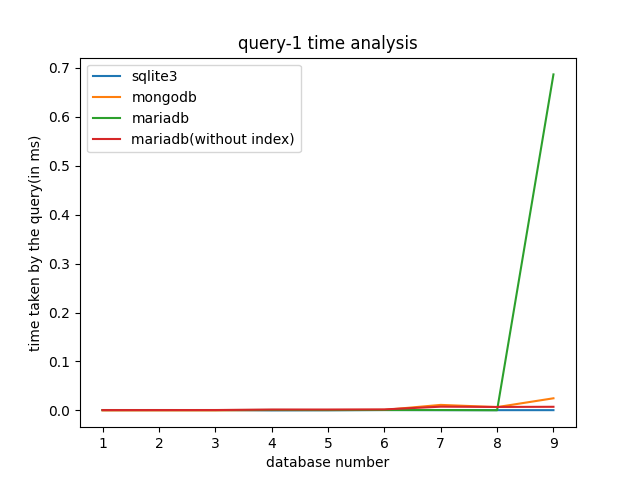 query-1 time analysis
sqlite3
mongodb
mariadb
mariadb(without index)
time taken by the query(in ms)
0.7
0.6
0.5
0.4
0.3
0.2
0.1
0.0
1 2 3 4 5 6 7 8 9
database number